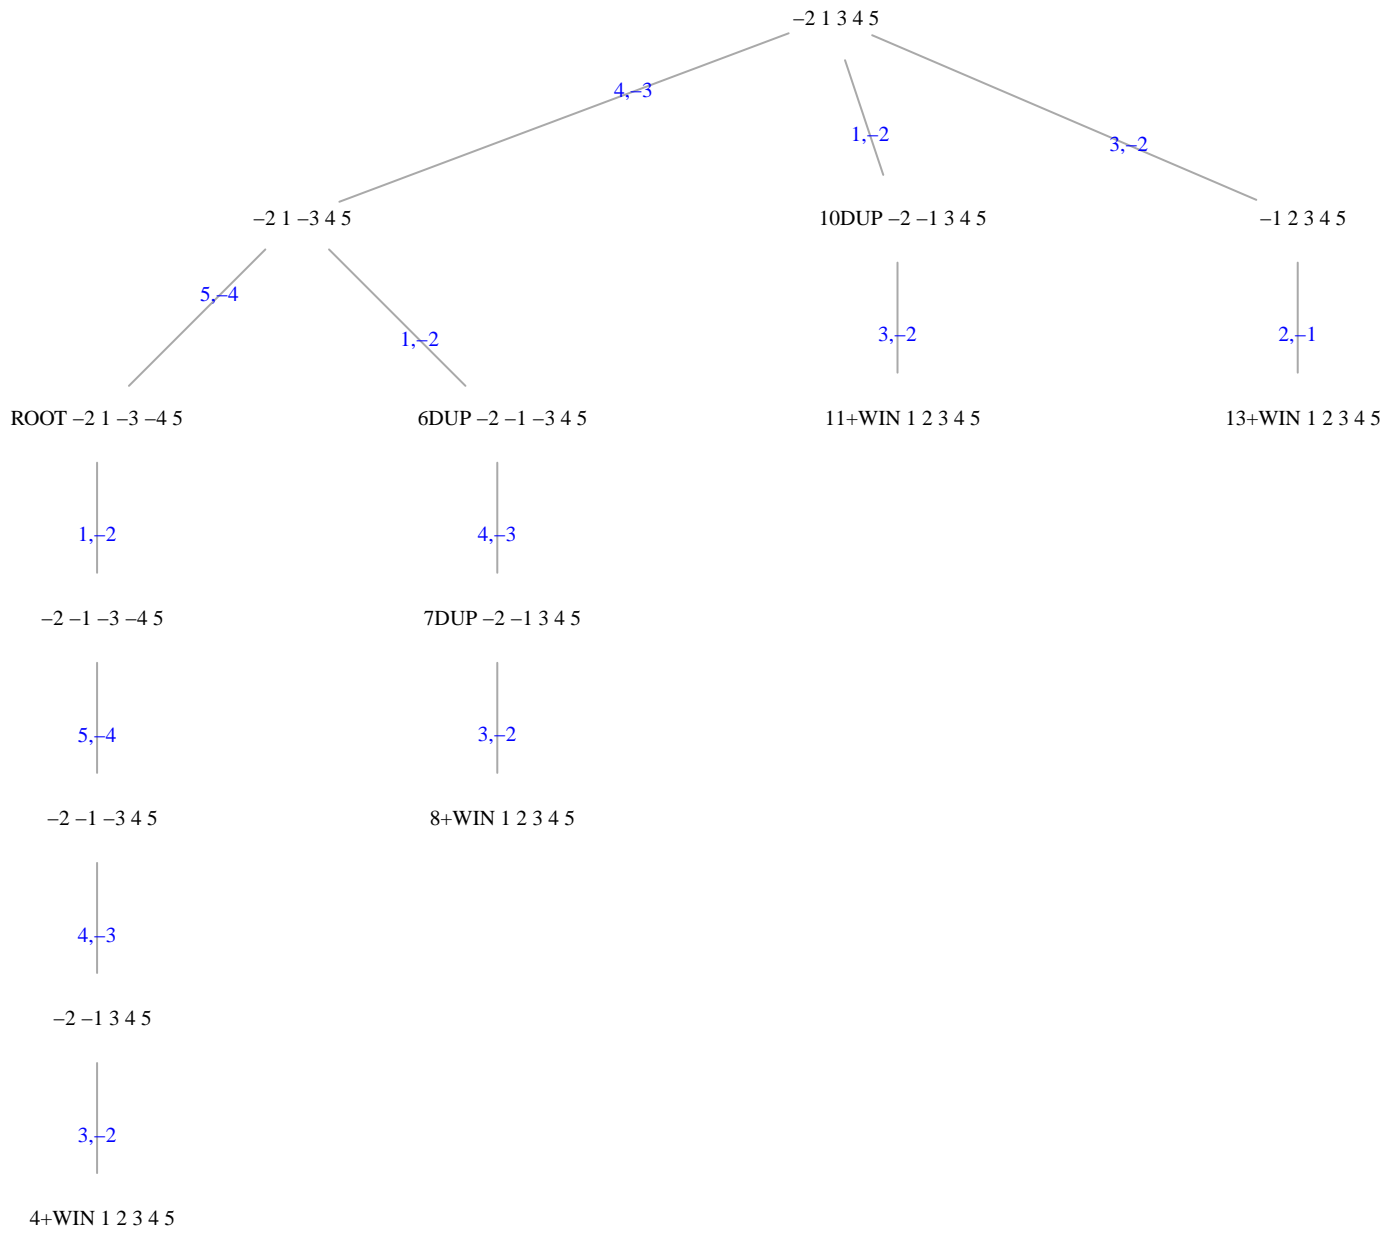 −2 1 3 4 5
4,−3
1,−2
3,−2
−2 1 −3 4 5
10DUP −2 −1 3 4 5
−1 2 3 4 5
5,−4
1,−2
3,−2
2,−1
ROOT −2 1 −3 −4 5
6DUP −2 −1 −3 4 5
11+WIN 1 2 3 4 5
13+WIN 1 2 3 4 5
1,−2
4,−3
−2 −1 −3 −4 5
7DUP −2 −1 3 4 5
5,−4
3,−2
−2 −1 −3 4 5
8+WIN 1 2 3 4 5
4,−3
−2 −1 3 4 5
3,−2
4+WIN 1 2 3 4 5